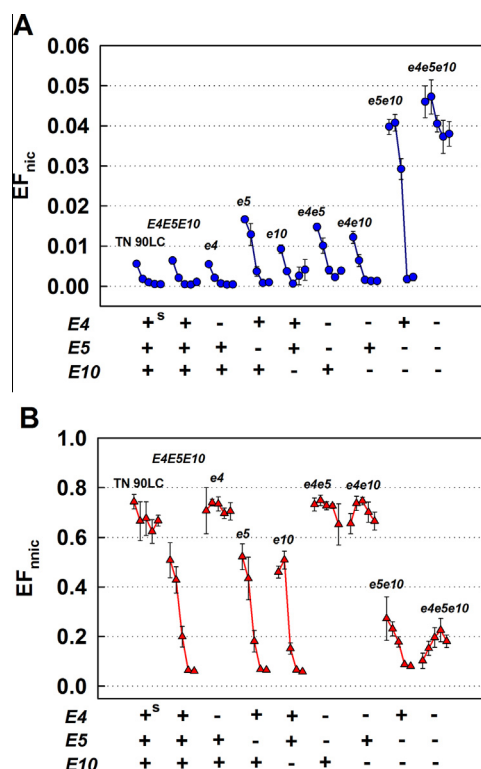 A
0.06
e4e5e10
0.05
e5e10
0.04
EFnic
0.03
0.02
e5
E4E5E10
e4e5
e4e10
TN 90LC
e4
e10
0.01
0.00
E4 +s + - + + - - + -
E5 + + + - + - + - -
E10 + + + + - + - - -
B
1.0
E4E5E10
TN 90LC
e4
e4e5
e4e10
0.8
EFnnic
0.6
e5
e10
0.4
e5e10
e4e5e10
0.2
0.0
E4 +s + - + + - - + -
E5 + + + - + - + - -
E10 + + + + - + - - -